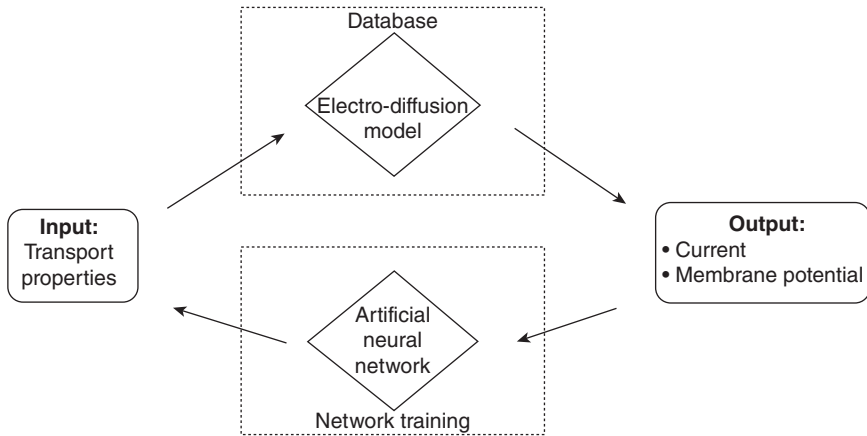 Database
Electro-diffusion
model
Input:
Transport
properties
Output:
• Current
• Membrane potential
Artificial
neural
network
Network training